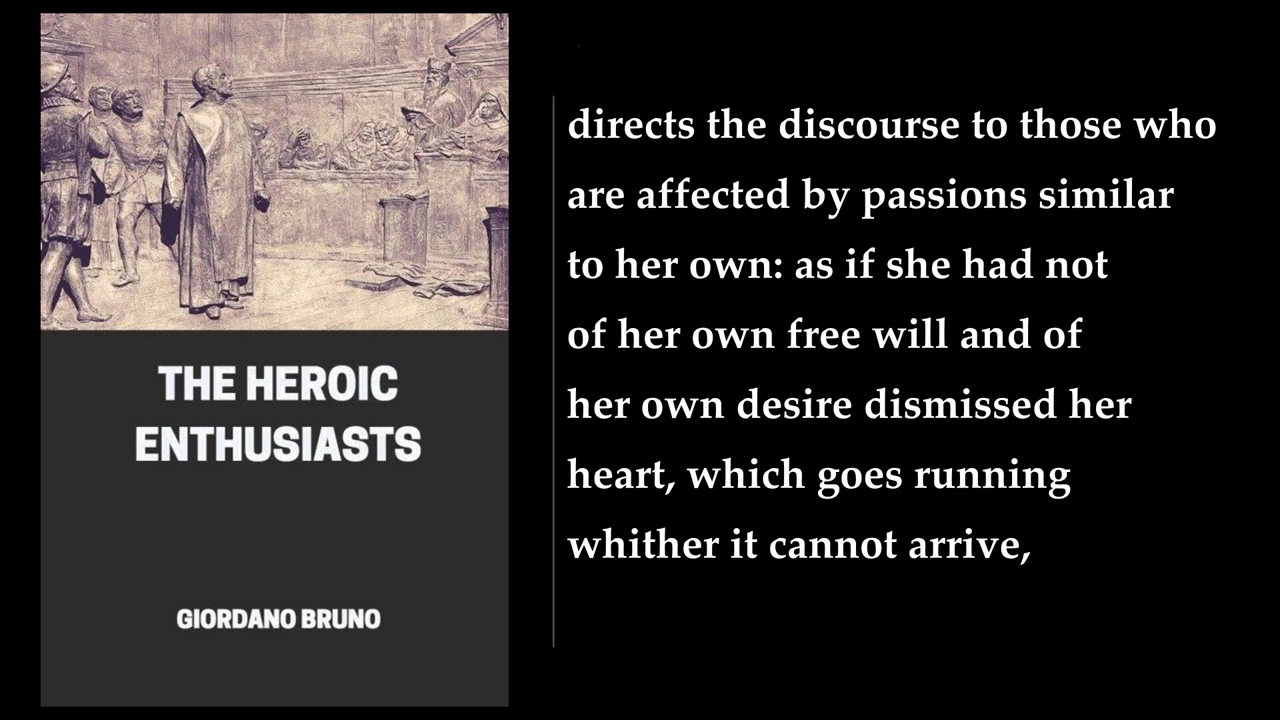 THE HEROIC
ENTHUSIASTS
GIORDANO BRUNO
directs the discourse to those who
are affected by passions similar
to her own: as if she had not
of her own free will and of
her own desire dismissed her
heart, which goes running
whither it cannot arrive,